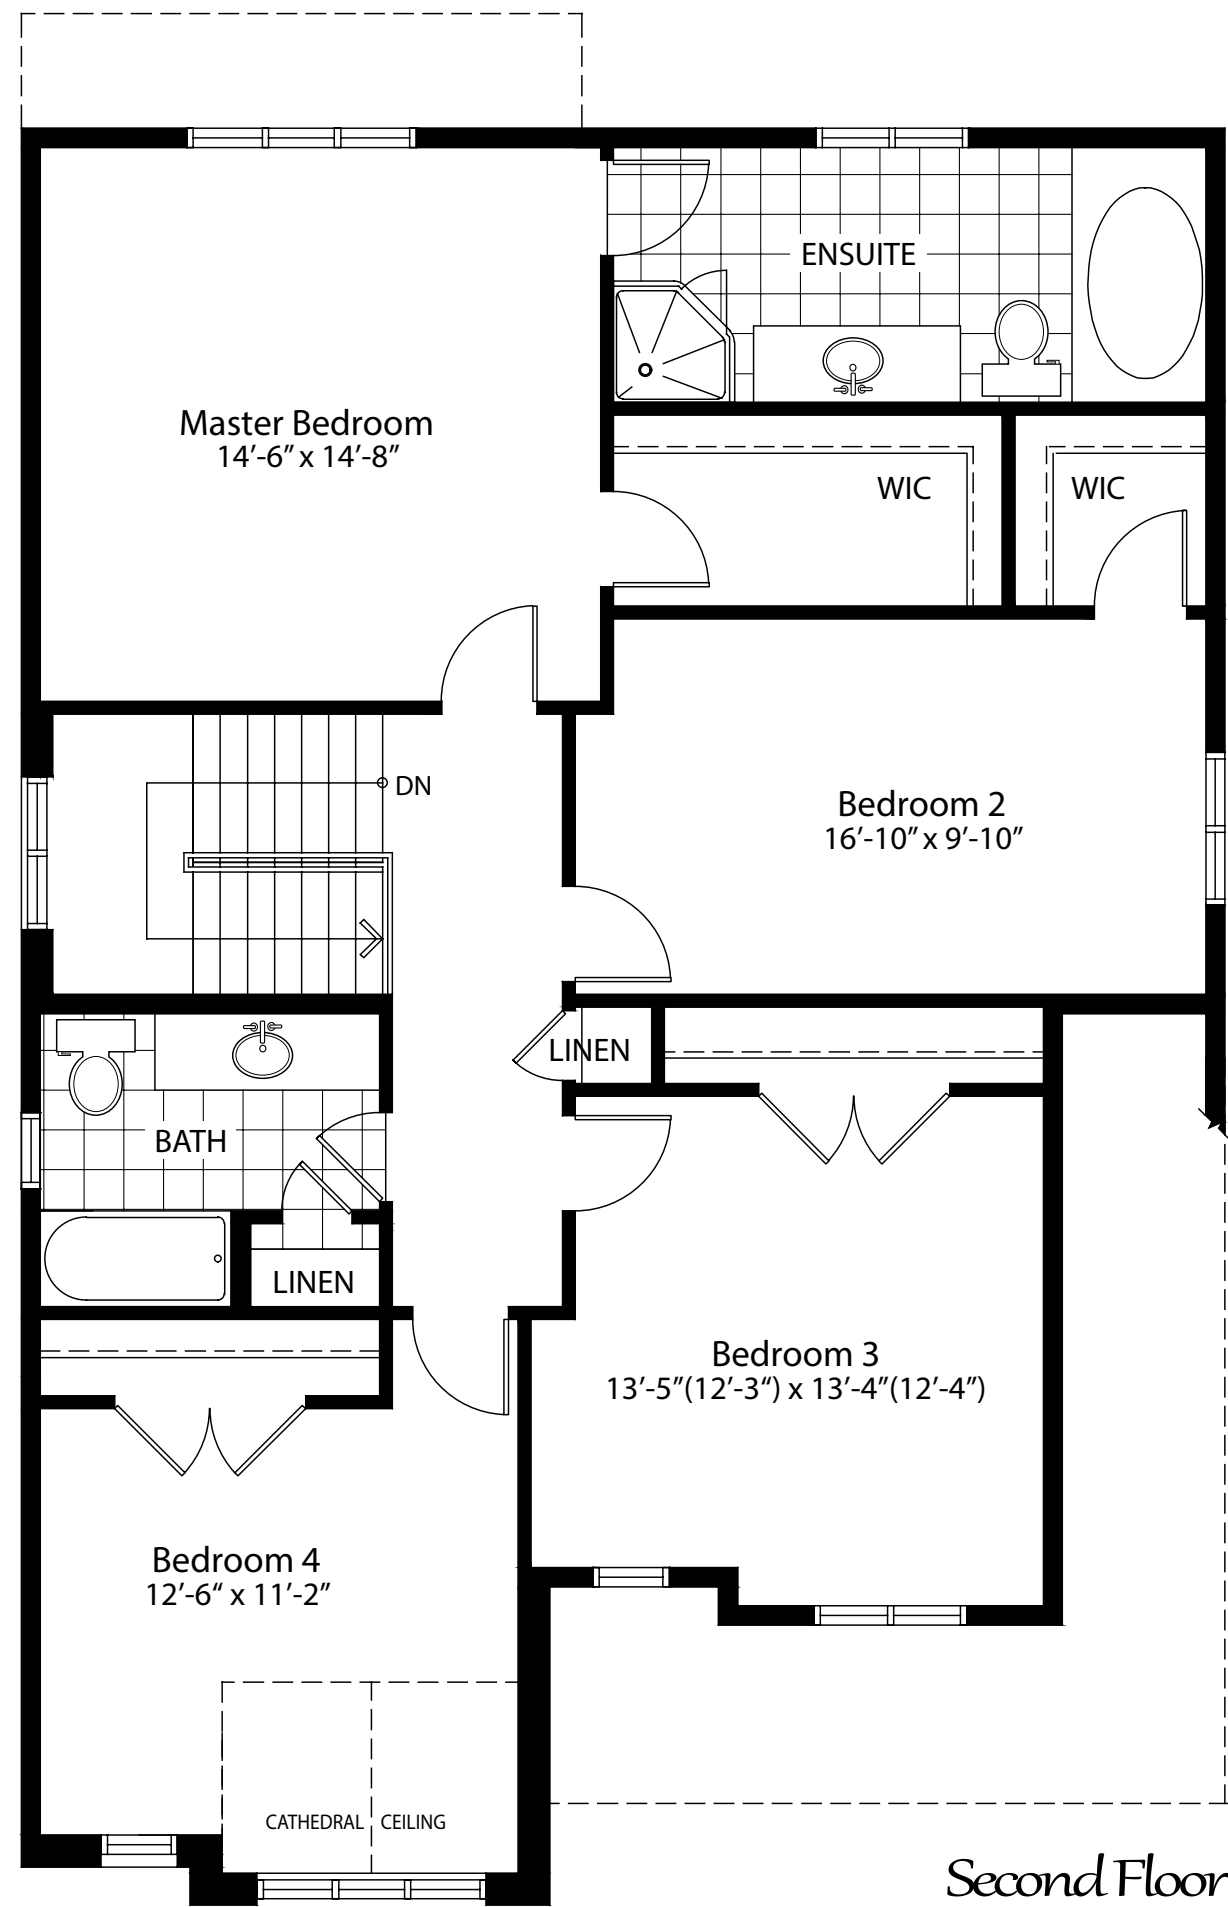 ENSUITE
Master Bedroom
14’-6” x 14’-8”
WIC
WIC
DN
Bedroom 2
16’-10” x 9’-10”
LINEN
BATH
LINEN
Bedroom 3
13’-5”(12’-3“) x 13’-4”(12’-4”)
Bedroom 4
12’-6“ x 11’-2”
CATHEDRAL CEILING
Second Floor